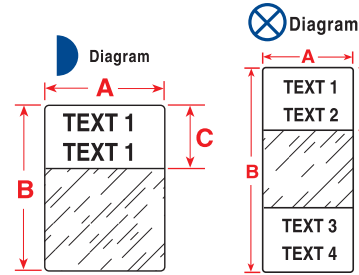 Diagram
A
TEXT 1
TEXT 1
B
C
Diagram
A
TEXT 1
TEXT 2
B
TEXT 3
TEXT 4